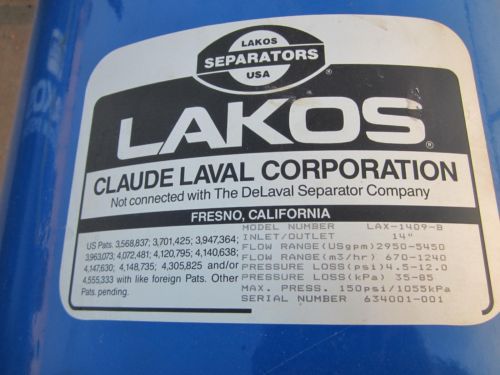 LAKOS
SEPARATORS
USA
®
LAKOS®
CLAUDE LAVAL CORPORATION
Not connected with The DeLaval Separator Company
FRESNO, CALIFORNIA
US Pats. 3,568,837; 3,701,425; 3,947,364;
3,963,073; 4,072,481; 4,120,795; 4,140,638;
4,147,630; 4,148,735; 4,305,825 and/or
4,555,333 with like foreign Pats. Other
Pats. pending.
MODEL NUMBER LAX-1409-B
INLET/OUTLET 14"
FLOW RANGE(USgpm)2950-5450
FLOW RANGE(m3/hr) 670-1240
PRESSURE LOSS(psi)4.5-12.0
PRESSURE LOSS(kPa) 35-85
MAX. PRESS. 150psi/1055kPa
SERIAL NUMBER 634001-001